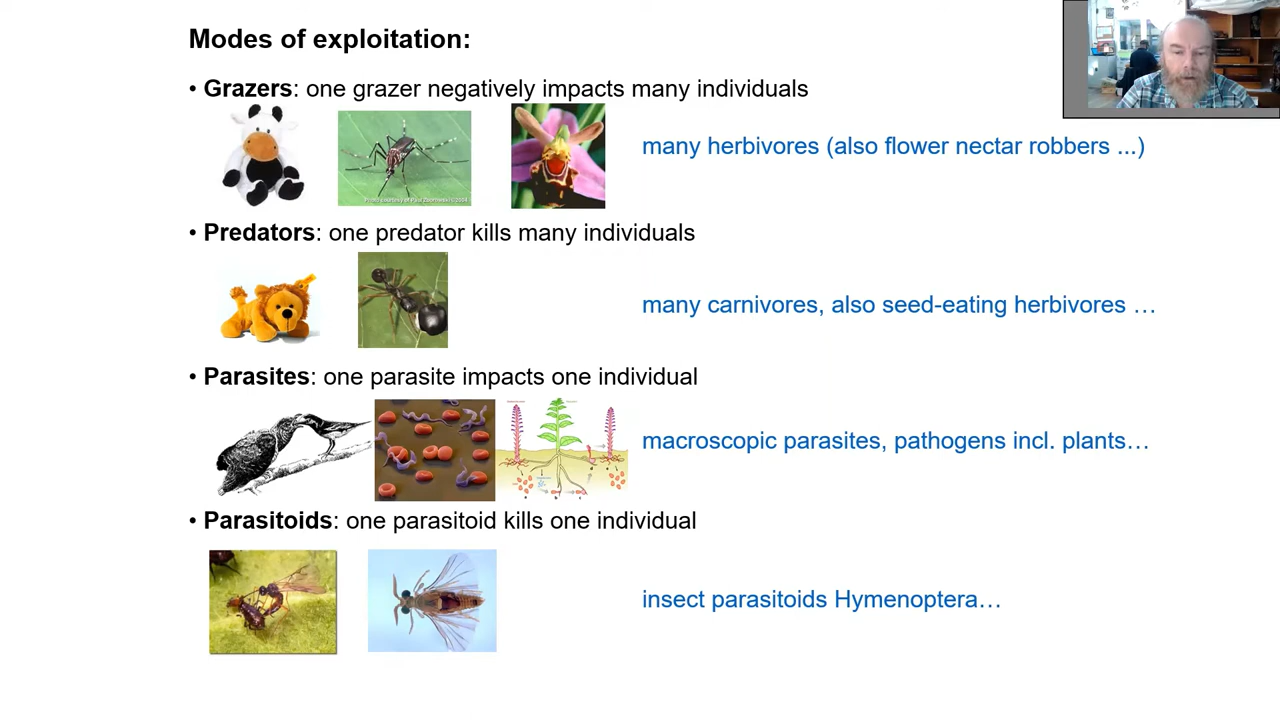 Modes of exploitation:
• Grazers: one grazer negatively impacts many individuals
many herbivores (also flower nectar robbers ...)
• Predators: one predator kills many individuals
many carnivores, also seed-eating herbivores …
• Parasites: one parasite impacts one individual
macroscopic parasites, pathogens incl. plants…
• Parasitoids: one parasitoid kills one individual
insect parasitoids Hymenoptera…